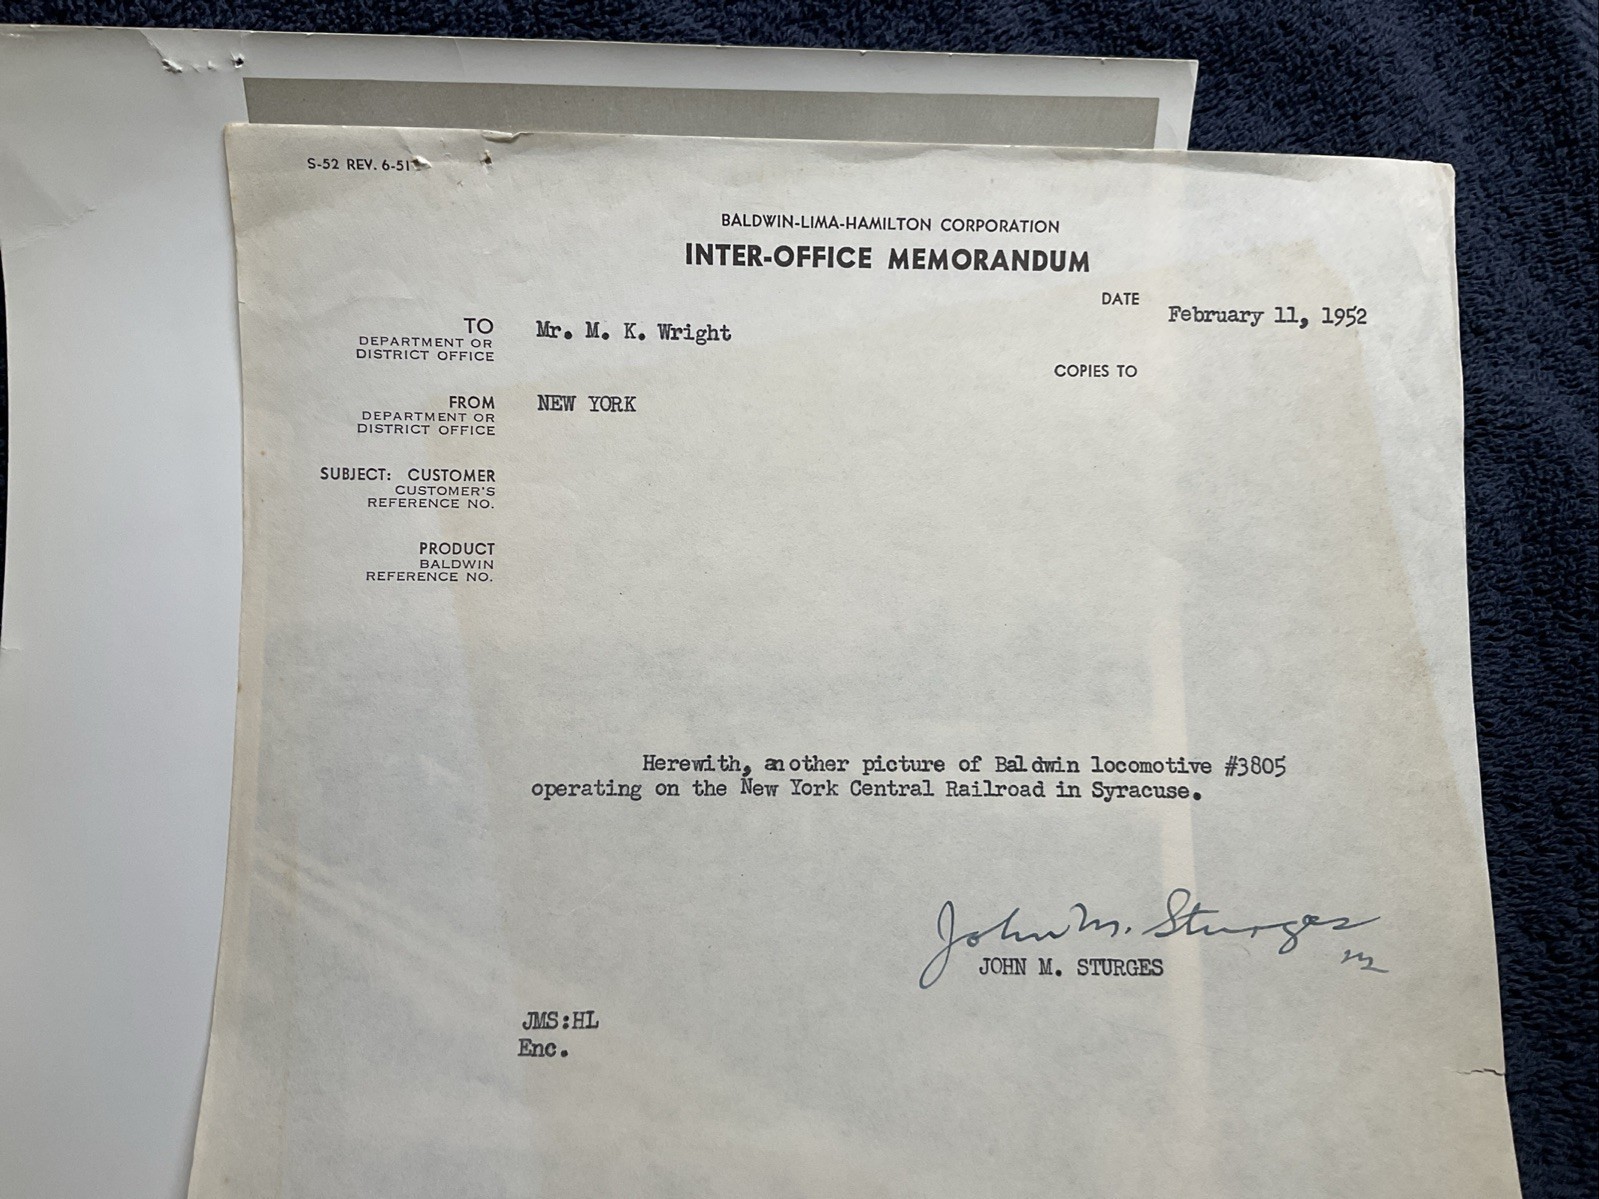 S-52 REV. 6-51
BALDWIN-LIMA-HAMILTON CORPORATION
INTER-OFFICE MEMORANDUM
DATE February 11, 1952
TO Mr. M. K. Wright
DEPARTMENT OR
DISTRICT OFFICE
COPIES TO
FROM NEW YORK
DEPARTMENT OR
DISTRICT OFFICE
SUBJECT: CUSTOMER
CUSTOMER'S
REFERENCE NO.
PRODUCT
BALDWIN
REFERENCE NO.
Herewith, another picture of Baldwin locomotive #3805
operating on the New York Central Railroad in Syracuse.
John M. Sturges
JOHN M. STURGES
JMS:HL
Enc.